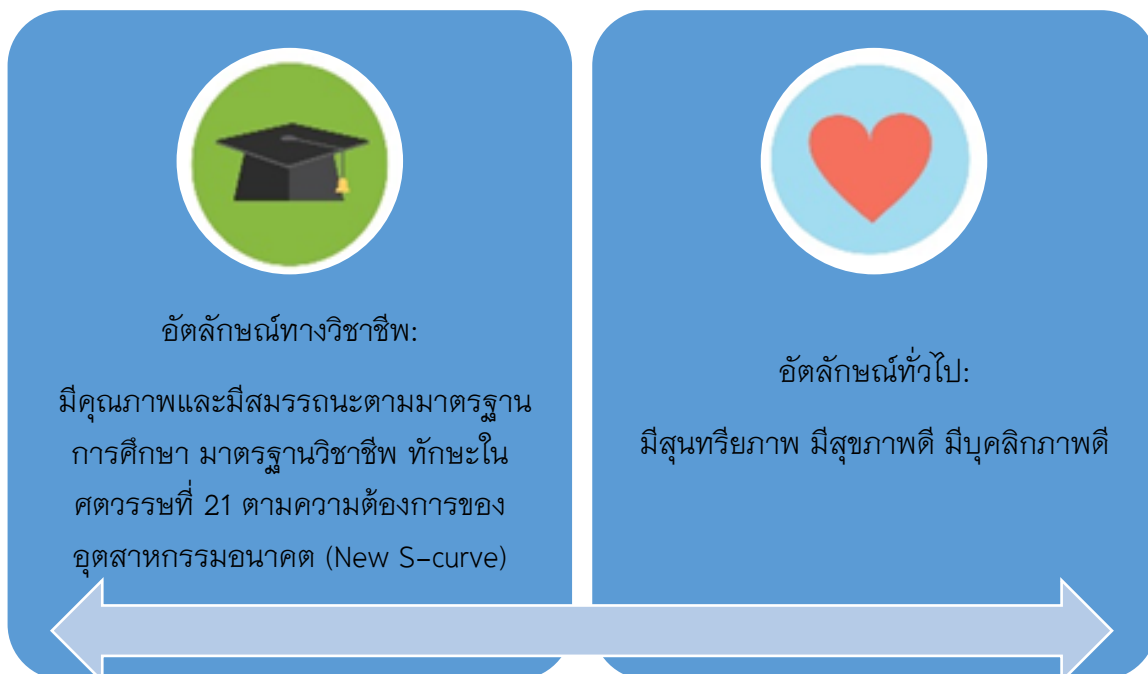 อัตลักษณ์ทางวิชาชีพ:
มีคุณภาพและมีสมรรถนะตามมาตรฐาน
การศึกษา มาตรฐานวิชาชีพ ทักษะใน
ศตวรรษที่ 21 ตามความต้องการของ
อุตสาหกรรมอนาคต (New S-curve)
อัตลักษณ์ทั่วไป:
มีสุนทรียภาพ มีสุขภาพดี มีบุคลิกภาพดี